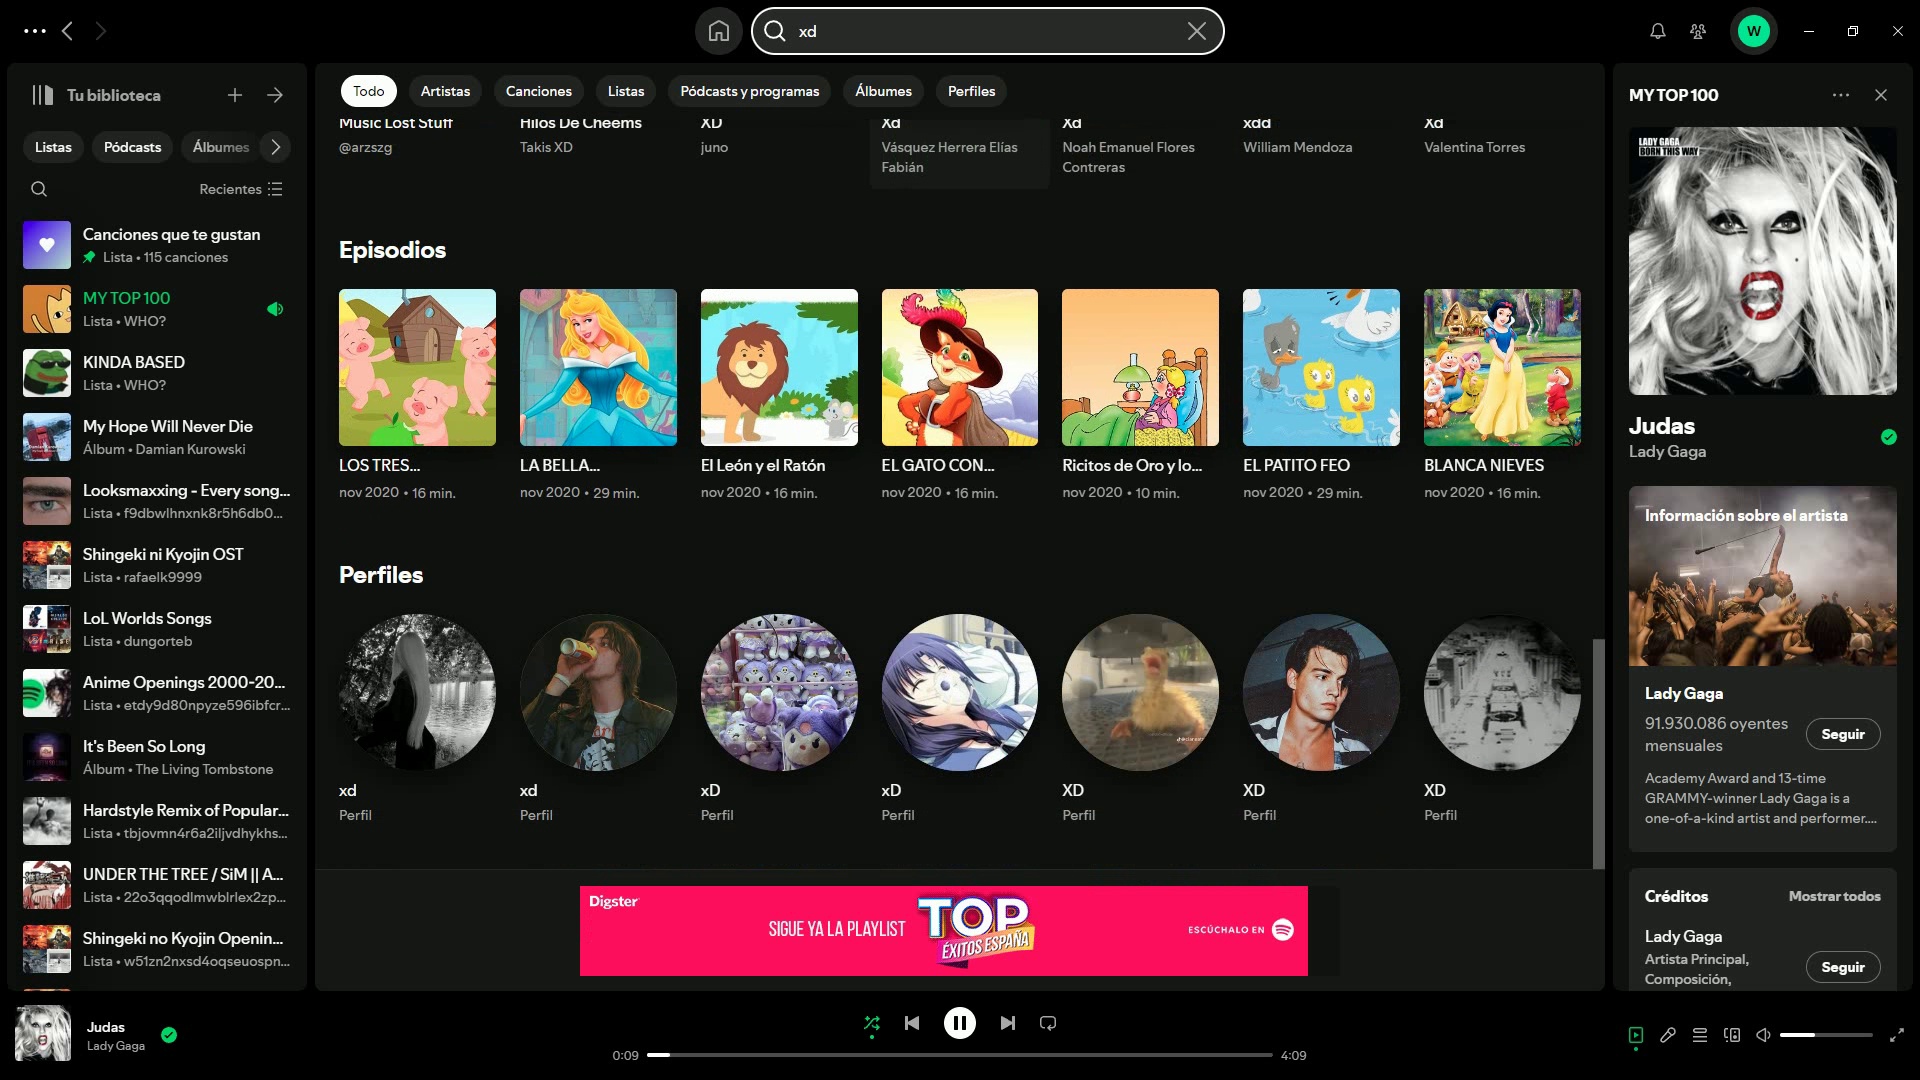 xd
W
Tu biblioteca
Listas
Pódcasts
Álbumes
Recientes
Canciones que te gustan
Lista • 115 canciones
MY TOP 100
Lista • WHO?
KINDA BASED
Lista • WHO?
My Hope Will Never Die
Álbum • Damian Kurowski
Looksmaxxing - Every song...
Lista • f9dbwlhnxnk8r5h6db0...
Shingeki ni Kyojin OST
Lista • rafaelk9999
LoL Worlds Songs
Lista • dungorteb
Anime Openings 2000-20...
Lista • etdy9d80npyze596ibfcr...
It's Been So Long
Álbum • The Living Tombstone
Hardstyle Remix of Popular...
Lista • tbjovmn4r6a2iljvdhykhs...
UNDER THE TREE / SiM || A...
Lista • 22o3qqodlmwblrlex2zp...
Shingeki no Kyojin Openin...
Lista • w51zn2nxsd4oqseuospn...
Todo
Artistas
Canciones
Listas
Pódcasts y programas
Álbumes
Perfiles
Music Lost Stuff
@arzszg
Hilos De Cheems
Takis XD
XD
juno
Xd
Vásquez Herrera Elías
Fabián
Xd
Noah Emanuel Flores
Contreras
xdd
William Mendoza
Xd
Valentina Torres
Episodios
LOS TRES...
nov 2020 • 16 min.
LA BELLA...
nov 2020 • 29 min.
El León y el Ratón
nov 2020 • 16 min.
EL GATO CON...
nov 2020 • 16 min.
Ricitos de Oro y lo...
nov 2020 • 10 min.
EL PATITO FEO
nov 2020 • 29 min.
BLANCA NIEVES
nov 2020 • 16 min.
Perfiles
xd
Perfil
xd
Perfil
xD
Perfil
xD
Perfil
XD
Perfil
XD
Perfil
XD
Perfil
Digster
SIGUE YA LA PLAYLIST
TOP
ÉXITOS ESPAÑA
ESCÚCHALO EN
MY TOP 100
LADY GAGA
BORN THIS WAY
Judas
Lady Gaga
Información sobre el artista
Lady Gaga
91.930.086 oyentes
mensuales
Seguir
Academy Award and 13-time
GRAMMY-winner Lady Gaga is a
one-of-a-kind artist and performer....
Créditos
Mostrar todos
Lady Gaga
Artista Principal,
Composición,
Seguir
Judas
Lady Gaga
0:09
4:09